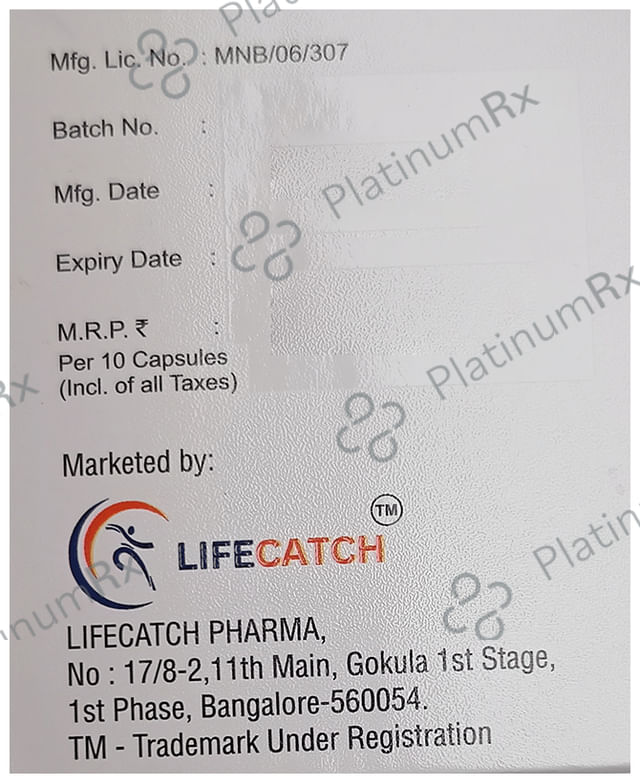 Mfg. Lic. No. : MNB/06/307
Batch No. :
Mfg. Date :
Expiry Date :
M.R.P. ₹ :
Per 10 Capsules
(Incl. of all Taxes)
Marketed by:
LIFECATCH TM
LIFECATCH PHARMA,
No : 17/8-2,11th Main, Gokula 1st Stage,
1st Phase, Bangalore-560054.
TM - Trademark Under Registration
PlatinumRx
PlatinumRx
PlatinumRx